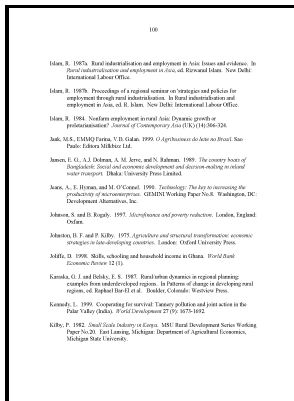 100
Islam, R. 1987a. Rural industrialisation and employment in Asia: Issues and evidence. In
Rural industrialisation and employment in Asia, ed. Rizwanul Islam. New Delhi:
International Labour Office.
Islam, R. 1987b. Proceedings of a regional seminar on 'strategies and policies for
employment through rural industrialisation. In Rural industrialisation and
employment in Asia, ed. R. Islam. New Delhi: International Labour Office.
Islam, R. 1984. Nonfarm employment in rural Asia: Dynamic growth or
proletarianisation? Journal of Contemporary Asia (UK) (14):306-324.
Jank, M.S., EMMQ Farina, V.B. Galan. 1999. O Agribusiness do leite no Brasil. Sao
Paulo: Editora Milkbizz Ltd.
Jansen, E. G., A.J. Dolman, A. M. Jerve, and N. Rahman. 1989. The country boats of
Bangladesh: Social and economic development and decision-making in inland
water transport. Dhaka: University Press Limited.
Jeans, A., E. Hyman, and M. O'Donnell. 1990. Technology: The key to increasing the
productivity of microenterprises. GEMINI Working Paper No.8. Washington, DC:
Development Alternatives, Inc.
Johnson, S. and B. Rogaly. 1997. Microfinance and poverty reduction. London, England:
Oxfam.
Johnston, B. F. and P. Kilby. 1975. Agriculture and structural transformation: economic
strategies in late-developing countries. London: Oxford University Press.
Joliffe, D. 1998. Skills, schooling and household income in Ghana. World Bank
Economic Review 12 (1).
Karaska, G. J. and Belsky, E. S. 1987. Rural/urban dynamics in regional planning:
examples from underdeveloped regions. In Patterns of change in developing rural
regions, ed. Raphael Bar-El et al. Boulder, Colorado: Westview Press.
Kennedy, L. 1999. Cooperating for survival: Tannery pollution and joint action in the
Palar Valley (India). World Development 27 (9): 1673-1692.
Kilby, P. 1982. Small Scale Industry in Kenya. MSU Rural Development Series Working
Paper No.20. East Lansing, Michigan: Department of Agricultural Economics,
Michigan State University.